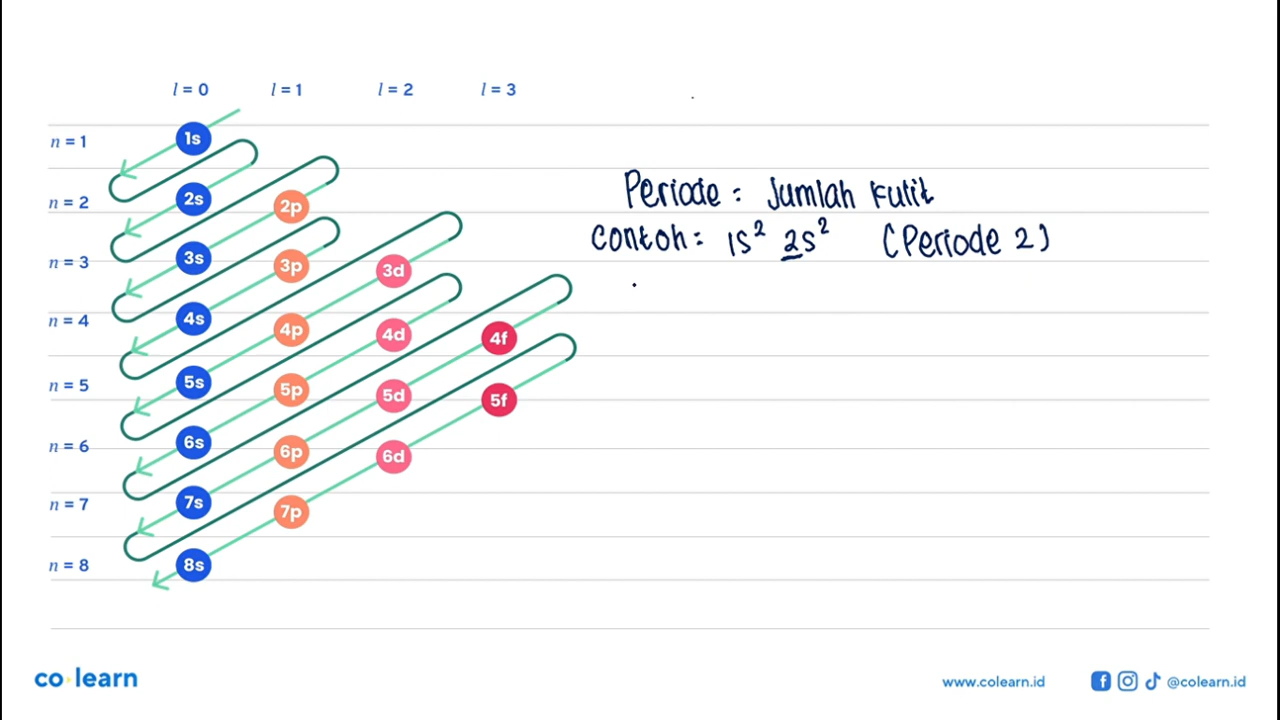 l = 0 l = 1 l = 2 l = 3
n = 1 1s
n = 2 2s 2p
n = 3 3s 3p 3d
n = 4 4s 4p 4d 4f
n = 5 5s 5p 5d 5f
n = 6 6s 6p 6d
n = 7 7s 7p
n = 8 8s
Periode : Jumlah Kulit
Contoh : 1s² 2s² (Periode 2)
co learn
www.colearn.id @colearn.id